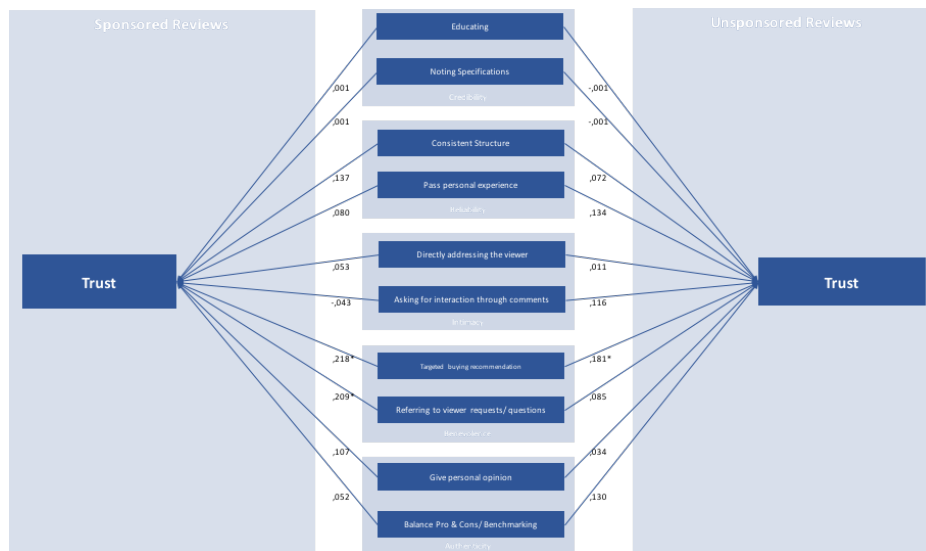 Sponsored Reviews
Unsponsored Reviews
Educating
Noting Specifications
Credibility
,001
-,001
-,001
-,001
Consistent Structure
Pass personal experience
Reliability
,137
,072
,080
,134
Directly addressing the viewer
Asking for interaction through comments
Intimacy
,053
,011
-,043
,116
Trust
Trust
Targeted buying recommendation
Referring to viewer requests/ questions
Benevolence
,218*
,181*
,209*
,085
Give personal opinion
Balance Pro & Cons/ Benchmarking
Authenticity
,107
,034
,052
,130